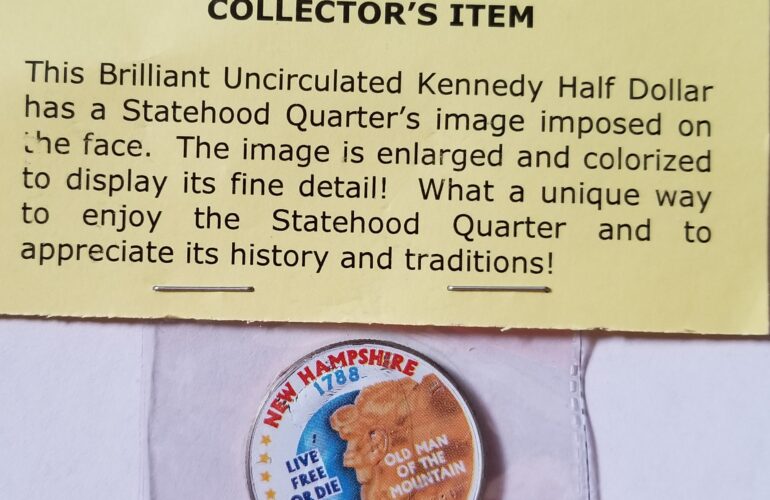 COLLECTOR'S ITEM
This Brilliant Uncirculated Kennedy Half Dollar
has a Statehood Quarter's image imposed on
the face. The image is enlarged and colorized
to display its fine detail! What a unique way
to enjoy the Statehood Quarter and to
appreciate its history and traditions!
NEW HAMPSHIRE
1788
LIVE
FREE
OR DIE
OLD MAN
OF THE
MOUNTAIN